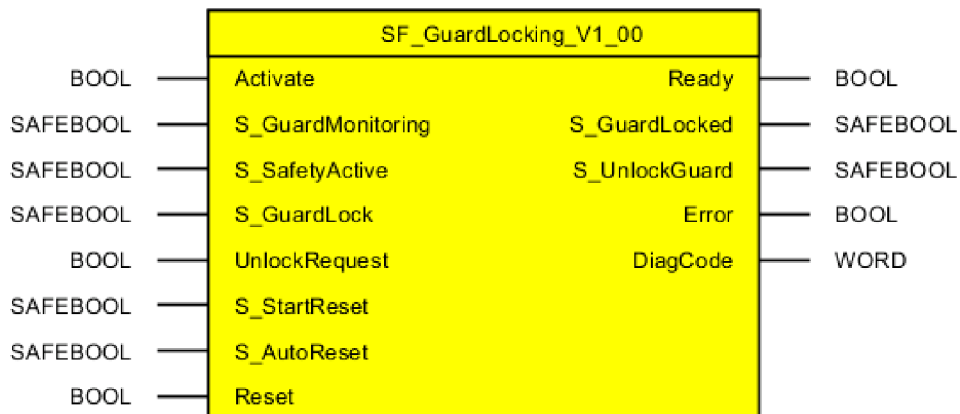 SF_GuardLocking_V1_00
BOOL Activate Ready BOOL
SAFEBOOL S_GuardMonitoring S_GuardLocked SAFEBOOL
SAFEBOOL S_SafetyActive S_UnlockGuard SAFEBOOL
SAFEBOOL S_GuardLock Error BOOL
BOOL UnlockRequest DiagCode WORD
SAFEBOOL S_StartReset
SAFEBOOL S_AutoReset
BOOL Reset